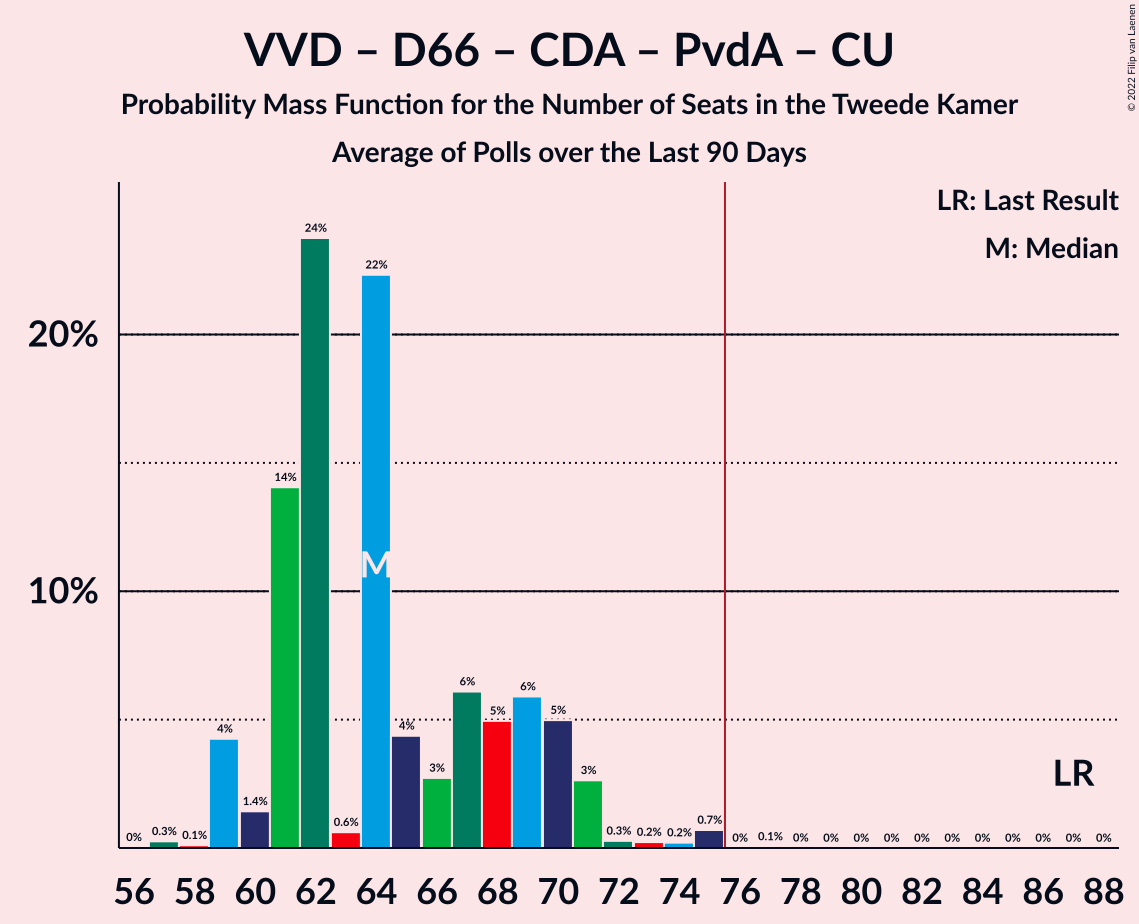 VVD – D66 – CDA – PvdA – CU
Probability Mass Function for the Number of Seats in the Tweede Kamer
Average of Polls over the Last 90 Days
© 2022 Filip van Laenen
LR: Last Result
M: Median
20%
10%
0% 0.3% 0.1% 4% 1.4% 14% 24% 0.6% 22% 4% 3% 6% 5% 6% 5% 3% 0.3% 0.2% 0.2% 0.7% 0% 0.1% 0% 0% 0% 0% 0% 0% 0% 0% 0% 0% 0%
M
LR
56 58 60 62 64 66 68 70 72 74 76 78 80 82 84 86 88